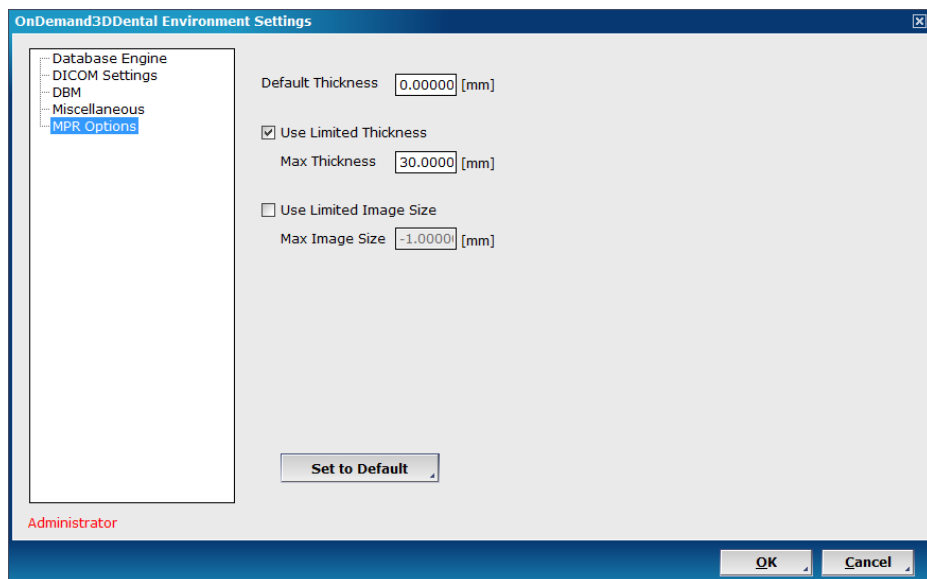 OnDemand3DDental Environment Settings
Database Engine
DICOM Settings
DBM
Miscellaneous
MPR Options
Default Thickness 0.00000 [mm]
Use Limited Thickness
Max Thickness 30.0000 [mm]
Use Limited Image Size
Max Image Size -1.0000 [mm]
Set to Default
Administrator
OK Cancel